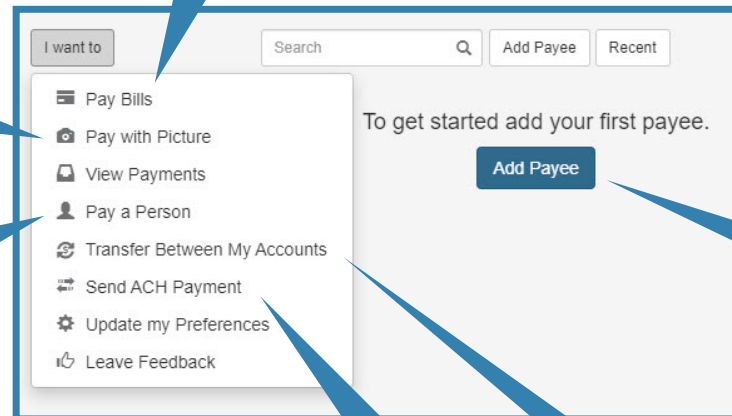 I want to
Search
Add Payee
Recent
Pay Bills
Pay with Picture
View Payments
Pay a Person
Transfer Between My Accounts
Send ACH Payment
Update my Preferences
Leave Feedback
To get started add your first payee.
Add Payee